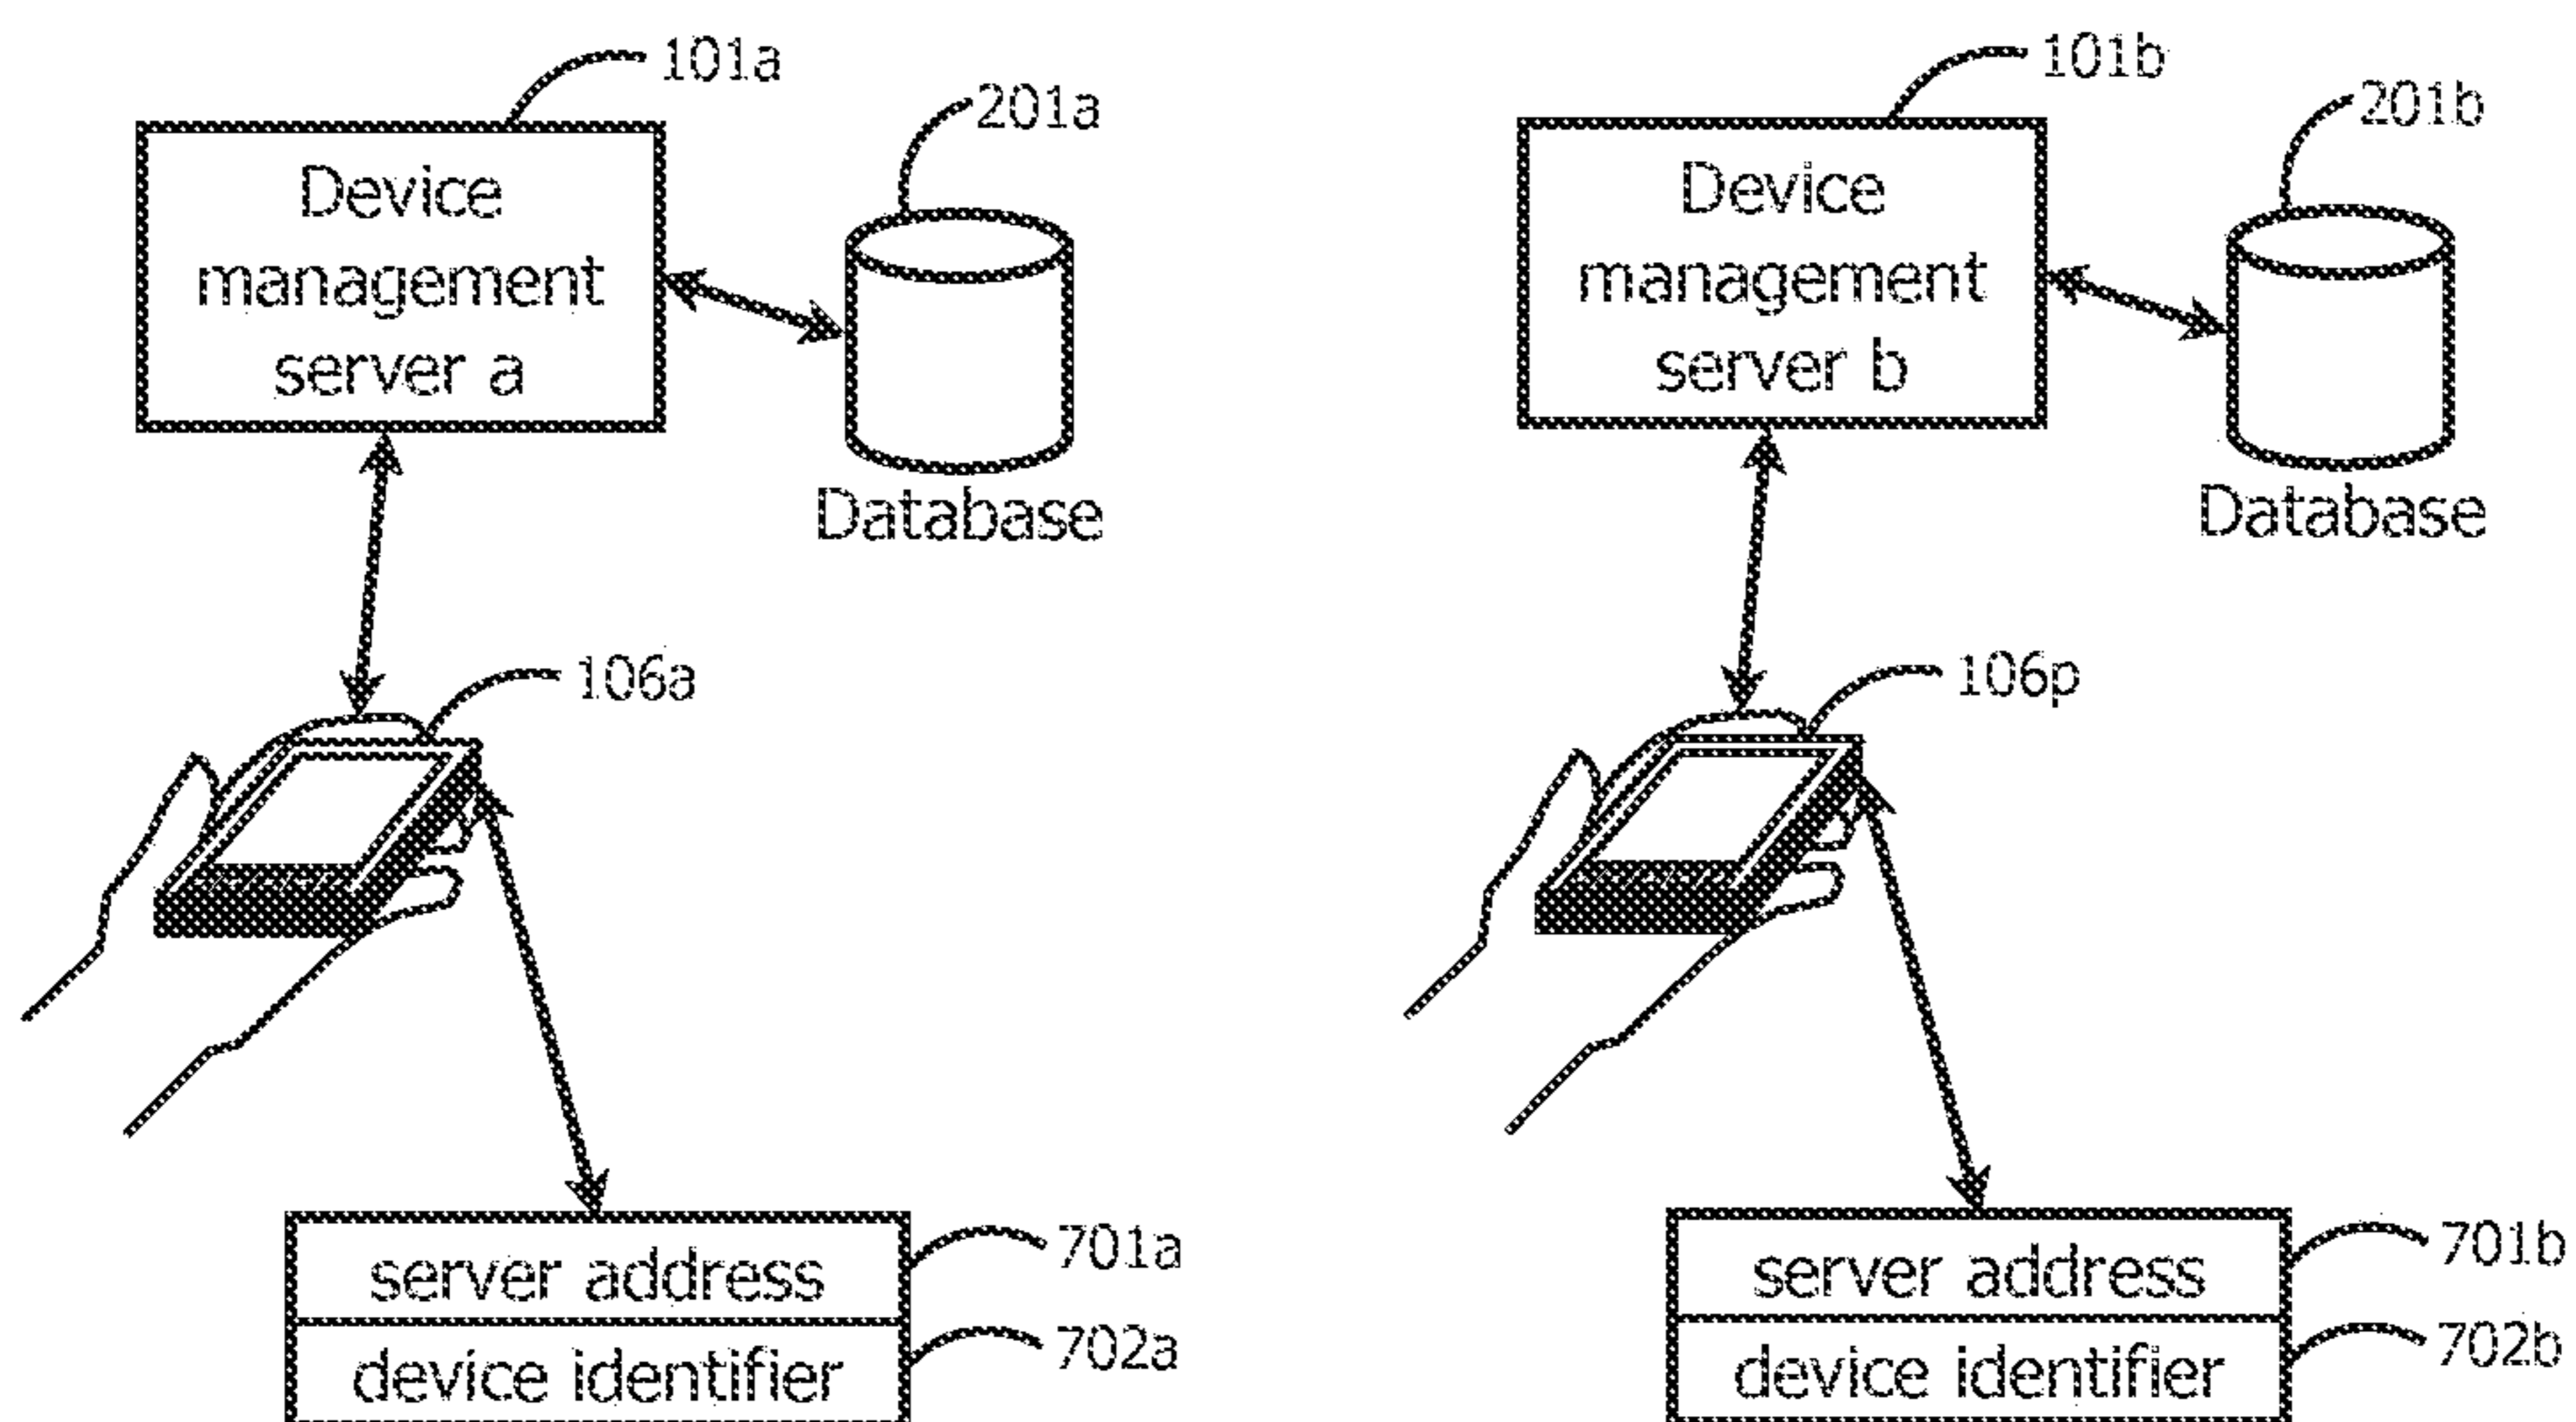 101a
201a
Device
management
server a
Database
106a
server address
701a
device identifier
702a
101b
201b
Device
management
server b
Database
106p
server address
701b
device identifier
702b